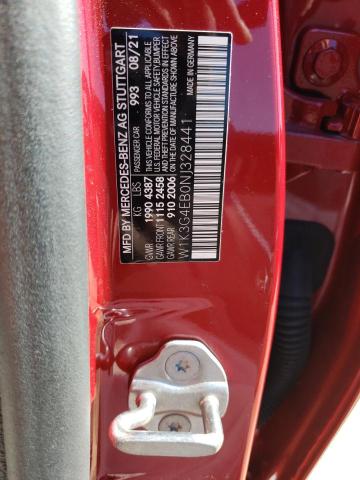 MFD BY MERCEDES-BENZ AG STUTTGART
PASSENGER CAR 993 08/21
KG LBS
GVWR 1990 4387
GAWR FRONT 1115 2458
GAWR REAR 910 2006
THIS VEHICLE CONFORMS TO ALL APPLICABLE
U.S. FEDERAL MOTOR VEHICLE SAFETY, BUMPER
AND THEFT PREVENTION STANDARDS IN EFFECT
ON THE DATE OF MANUFACTURE SHOWN ABOVE
W1K3G4EB0NJ328441
MADE IN GERMANY